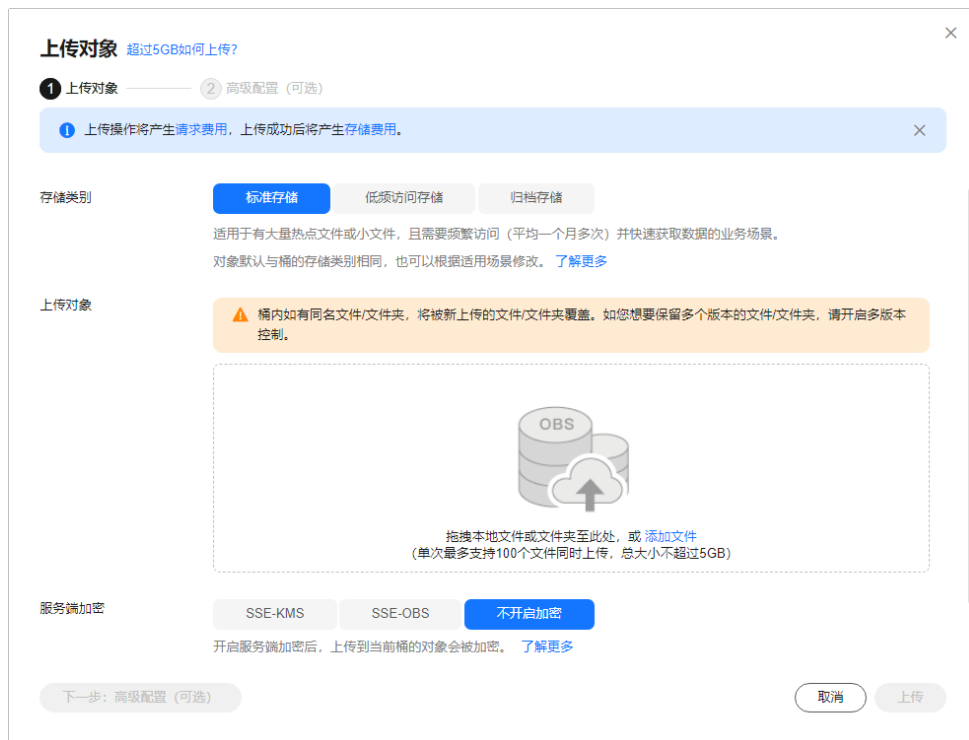 上传对象 超过5GB如何上传?
1 上传对象 2 高级配置（可选）
上传操作将产生请求费用，上传成功后将产生存储费用。
存储类别 标准存储 低频访问存储 归档存储
适用于有大量热点文件或小文件，且需要频繁访问（平均一个月多次）并快速获取数据的业务场景。
对象默认与桶的存储类别相同，也可以根据适用场景修改。 了解更多
上传对象
桶内如有同名文件/文件夹，将被新上传的文件/文件夹覆盖。如您想要保留多个版本的文件/文件夹，请开启多版本
控制。
OBS
拖拽本地文件或文件夹至此处，或 添加文件
（单次最多支持100个文件同时上传，总大小不超过5GB）
服务端加密 SSE-KMS SSE-OBS 不开启加密
开启服务端加密后，上传到当前桶的对象会被加密。 了解更多
下一步：高级配置（可选） 取消 上传